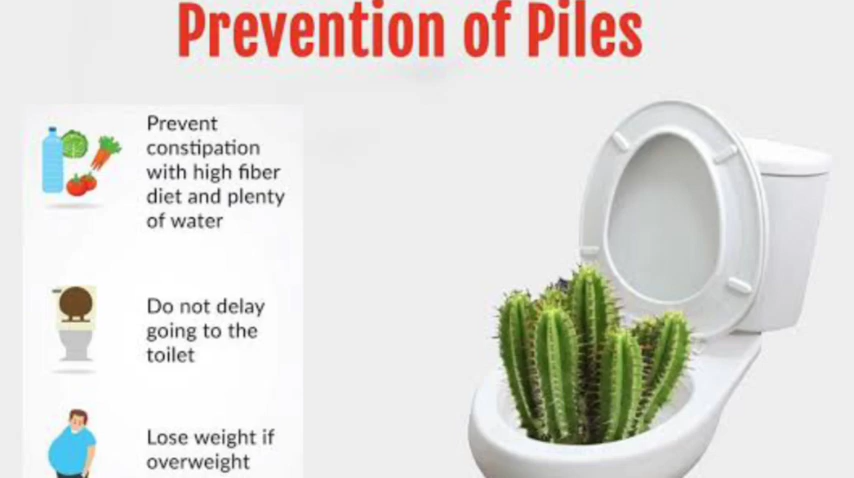 Prevention of Piles
Prevent
constipation
with high fiber
diet and plenty
of water
Do not delay
going to the
toilet
Lose weight if
overweight